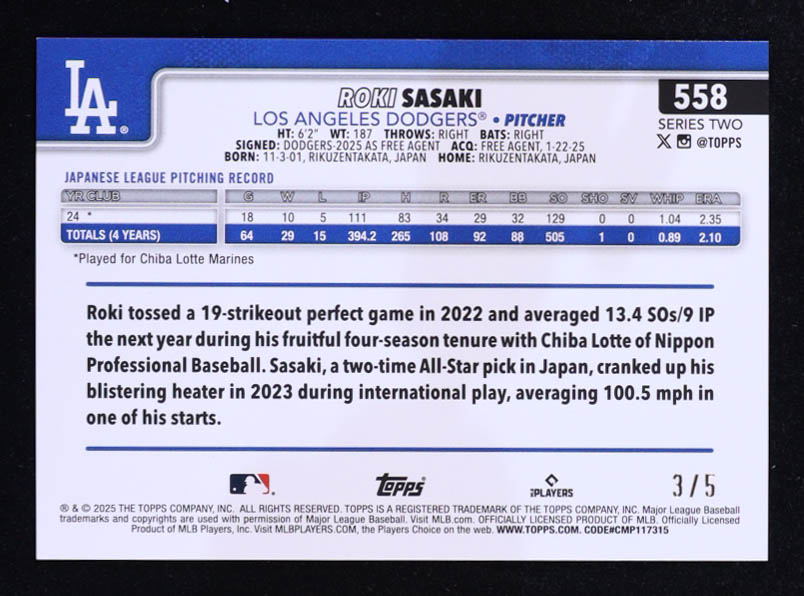 LA®
ROKI SASAKI
LOS ANGELES DODGERS® • PITCHER
HT: 6'2" WT: 187 THROWS: RIGHT BATS: RIGHT
SIGNED: DODGERS-2025 AS FREE AGENT ACQ: FREE AGENT, 1-22-25
BORN: 11-3-01, RIKUZENTAKATA, JAPAN HOME: RIKUZENTAKATA, JAPAN
558
SERIES TWO
X @TOPPS
JAPANESE LEAGUE PITCHING RECORD
YR CLUB G W L IP H R ER BB SO SHO SV WHIP ERA
24 * 18 10 5 111 83 34 29 32 129 0 0 1.04 2.35
TOTALS (4 YEARS) 64 29 15 394.2 265 108 92 88 505 1 0 0.89 2.10
*Played for Chiba Lotte Marines
Roki tossed a 19-strikeout perfect game in 2022 and averaged 13.4 SOs/9 IP
the next year during his fruitful four-season tenure with Chiba Lotte of Nippon
Professional Baseball. Sasaki, a two-time All-Star pick in Japan, cranked up his
blistering heater in 2023 during international play, averaging 100.5 mph in
one of his starts.
Topps
PLAYERS
3/5
® & © 2025 THE TOPPS COMPANY, INC. ALL RIGHTS RESERVED. TOPPS IS A REGISTERED TRADEMARK OF THE TOPPS COMPANY, INC. Major League Baseball
trademarks and copyrights are used with permission of Major League Baseball. Visit MLB.com. OFFICIALLY LICENSED PRODUCT OF MLB. Officially Licensed
Product of MLB Players, Inc. Visit MLBPLAYERS.COM, the Players Choice on the web. WWW.TOPPS.COM. CODE#CMP117315